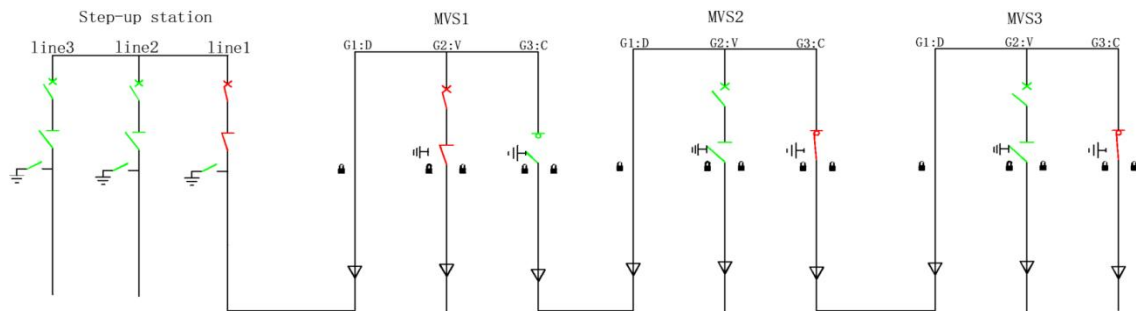 Step-up station MVS1 MVS2 MVS3
line3 line2 line1 G1:D G2:V G3:C G1:D G2:V G3:C G1:D G2:V G3:C